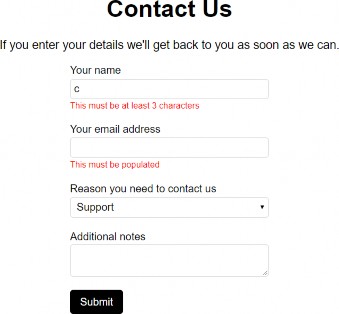 Contact Us
If you enter your details we'll get back to you as soon as we can.
Your name
c
This must be at least 3 characters
Your email address
This must be populated
Reason you need to contact us
Support
Additional notes
Submit